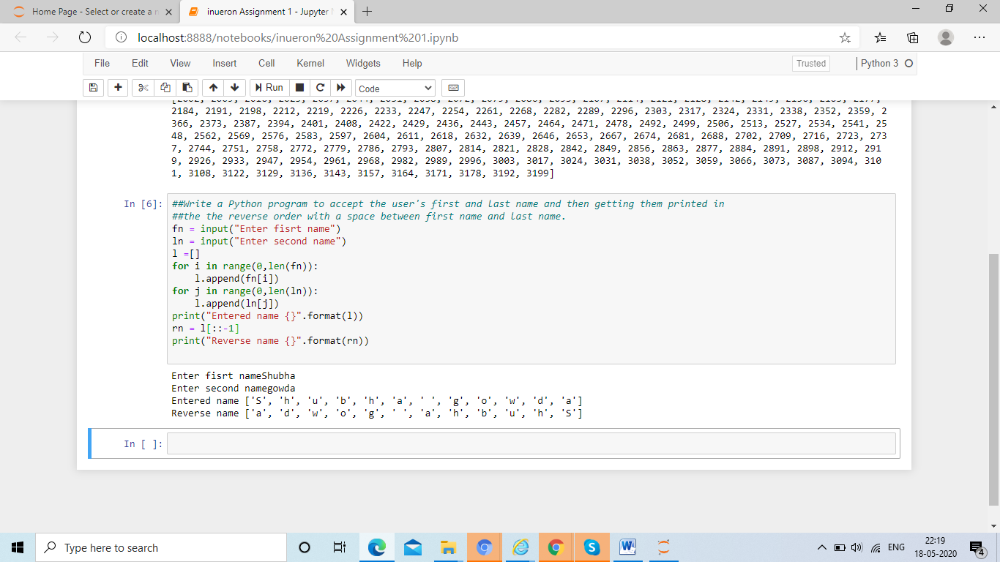 Home Page - Select or create a n
inueron Assignment 1 - Jupyter
localhost:8888/notebooks/inueron%20Assignment%201.ipynb
File Edit View Insert Cell Kernel Widgets Help Trusted Python 3
Run Code
2184, 2191, 2198, 2212, 2219, 2226, 2233, 2247, 2254, 2261, 2268, 2282, 2289, 2296, 2303, 2317, 2324, 2331, 2338, 2352, 2359, 2
366, 2373, 2387, 2394, 2401, 2408, 2422, 2429, 2436, 2443, 2457, 2464, 2471, 2478, 2492, 2499, 2506, 2513, 2527, 2534, 2541, 25
48, 2562, 2569, 2576, 2583, 2597, 2604, 2611, 2618, 2632, 2639, 2646, 2653, 2667, 2674, 2681, 2688, 2702, 2709, 2716, 2723, 273
7, 2744, 2751, 2758, 2772, 2779, 2786, 2793, 2807, 2814, 2821, 2828, 2842, 2849, 2856, 2863, 2877, 2884, 2891, 2898, 2912, 291
9, 2926, 2933, 2947, 2954, 2961, 2968, 2982, 2989, 2996, 3003, 3017, 3024, 3031, 3038, 3052, 3059, 3066, 3073, 3087, 3094, 310
1, 3108, 3122, 3129, 3136, 3143, 3157, 3164, 3171, 3178, 3192, 3199]
In [6]: ##Write a Python program to accept the user's first and last name and then getting them printed in
##the the reverse order with a space between first name and last name.
fn = input("Enter fisrt name")
ln = input("Enter second name")
l =[]
for i in range(0,len(fn)):
    l.append(fn[i])
for j in range(0,len(ln)):
    l.append(ln[j])
print("Entered name {}".format(l))
rn = l[::-1]
print("Reverse name {}".format(rn))
Enter fisrt nameShubha
Enter second namegowda
Entered name ['S', 'h', 'u', 'b', 'h', 'a', ' ', 'g', 'o', 'w', 'd', 'a']
Reverse name ['a', 'd', 'w', 'o', 'g', ' ', 'a', 'h', 'b', 'u', 'h', 'S']
In [ ]:
Type here to search
ENG
22:19
18-05-2020
4